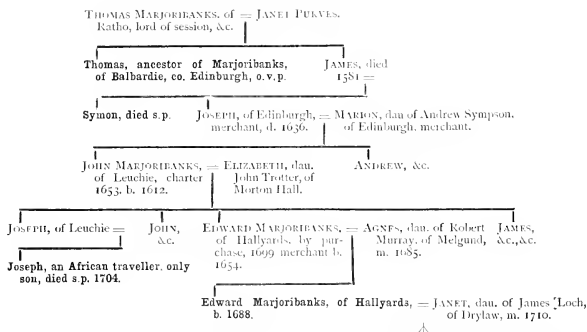 THOMAS MARJORIBANKS, of = JANET PURVES.
Ratho, lord of session, &c.
Thomas, ancestor of Marjoribanks, JAMES, died
of Balbardie, co. Edinburgh, o.v.p. 1581 =
Symon, died s.p. JOSEPH, of Edinburgh, = MARION, dau of Andrew Sympson,
merchant, d. 1636. of Edinburgh, merchant.
JOHN MARJORIBANKS, = ELIZABETH, dau. ANDREW, &c.
of Leuchie, charter John Trotter, of
1653. b. 1612. Morton Hall.
JOSEPH, of Leuchie = JOHN, EDWARD MARJORIBANKS, = AGNES, dau. of Robert JAMES,
&c. of Hallyards, by pur- Murray, of Melgund, &c., &c.
chase, 1699 merchant b. m. 1685.
Joseph, an African traveller, only 1654.
son, died s.p. 1704.
Edward Marjoribanks, of Hallyards, = JANET, dau. of James Loch,
b. 1688. of Drylaw, m. 1710.